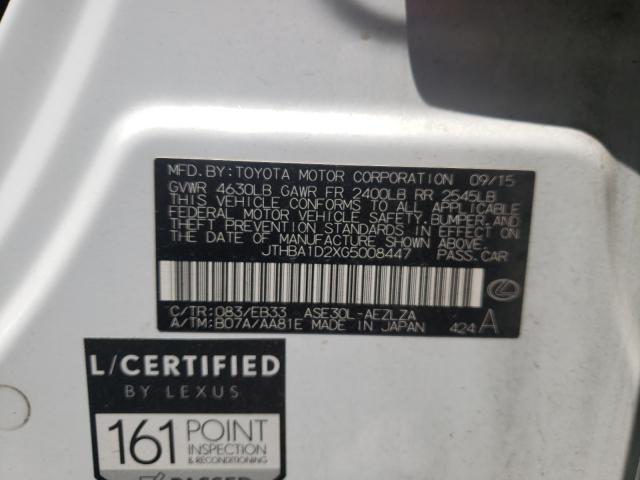 MFD.BY:TOYOTA MOTOR CORPORATION 09/15
GVWR 4630LB GAWR FR 2400LB RR 2545LB
THIS VEHICLE CONFORMS TO ALL APPLICABLE
FEDERAL MOTOR VEHICLE SAFETY, BUMPER,AND
THEFT PREVENTION STANDARDS IN EFFECT ON
THE DATE OF MANUFACTURE SHOWN ABOVE.
JTHBA1D2XG5008447 PASS.CAR
C/TR:083/EB33 ASE30L-AEZLZA
A/TM:B07A/AA81E MADE IN JAPAN 424 A
L/CERTIFIED
BY LEXUS
161 POINT
INSPECTION
& RECONDITIONING
PASSED